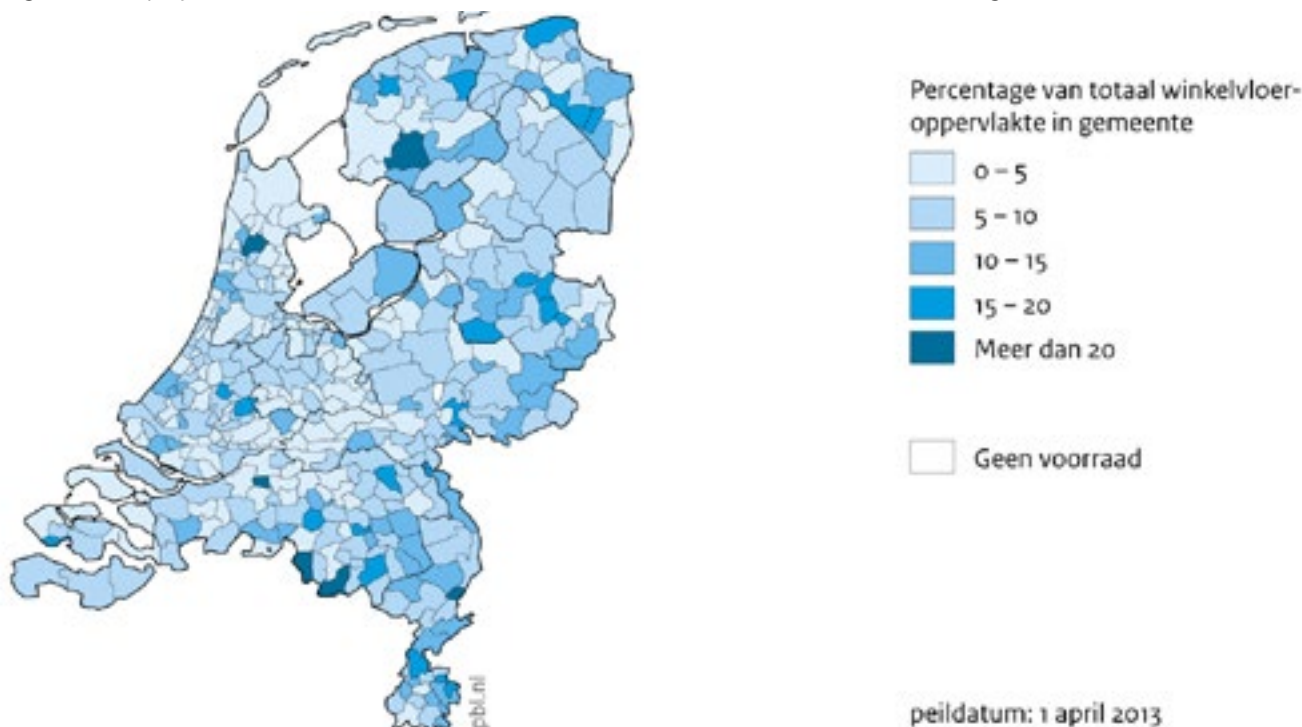 Percentage van totaal winkelvloer-
oppervlakte in gemeente
0 – 5
5 – 10
10 – 15
15 – 20
Meer dan 20
Geen voorraad
pbl.nl
peildatum: 1 april 2013